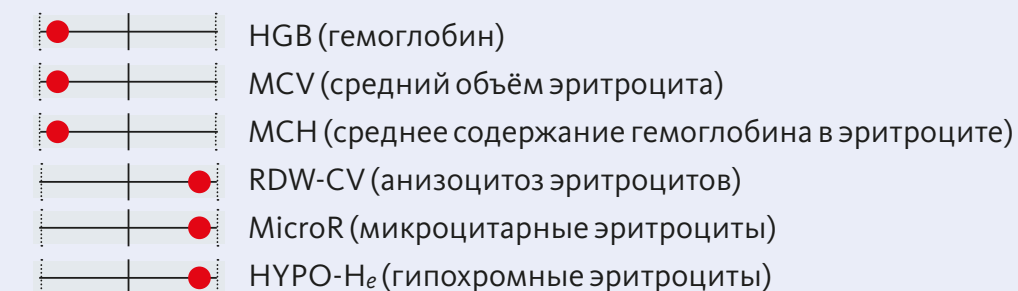 HGB (гемоглобин)
MCV (средний объём эритроцита)
MCH (среднее содержание гемоглобина в эритроците)
RDW-CV (анизоцитоз эритроцитов)
MicroR (микроцитарные эритроциты)
HYPO-He (гипохромные эритроциты)